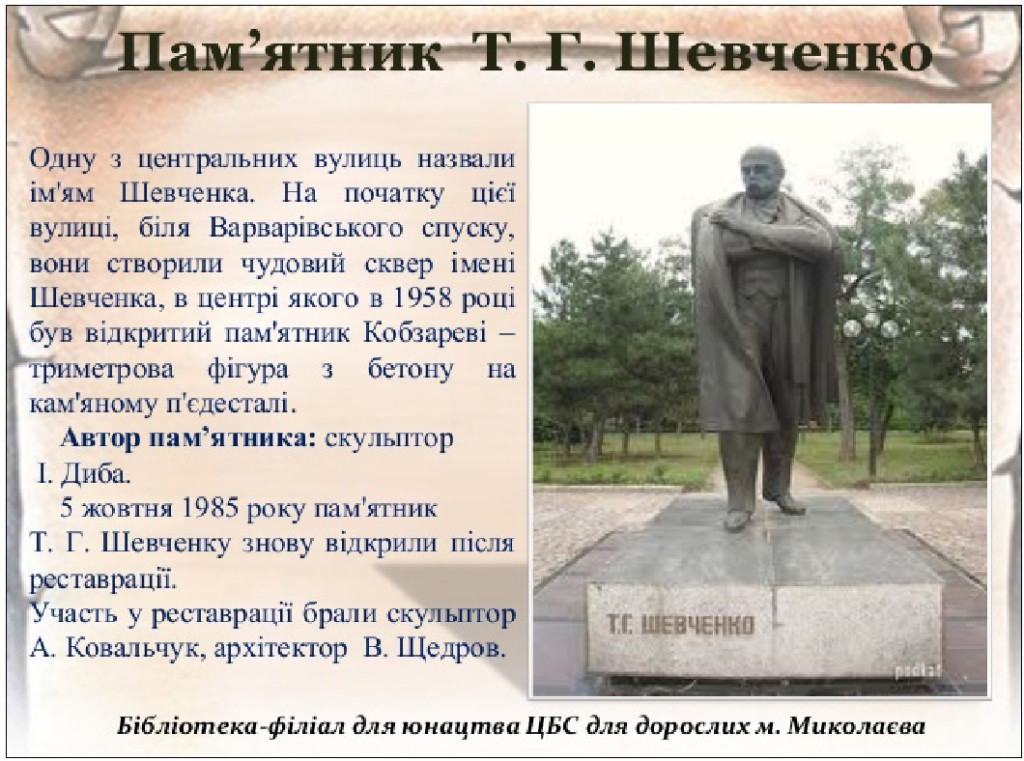 Пам’ятник Т. Г. Шевченко
Одну з центральних вулиць назвали
ім'ям Шевченка. На початку цієї
вулиці, біля Варварівського спуску,
вони створили чудовий сквер імені
Шевченка, в центрі якого в 1958 році
був відкритий пам'ятник Кобзареві –
триметрова фігура з бетону на
кам'яному п'єдесталі.
Автор пам’ятника: скульптор
І. Диба.
5 жовтня 1985 року пам'ятник
Т. Г. Шевченку знову відкрили після
реставрації.
Участь у реставрації брали скульптор
А. Ковальчук, архітектор В. Щедров.
Т.Г. ШЕВЧЕНКО
podkat
Бібліотека-філіал для юнацтва ЦБС для дорослих м. Миколаєва